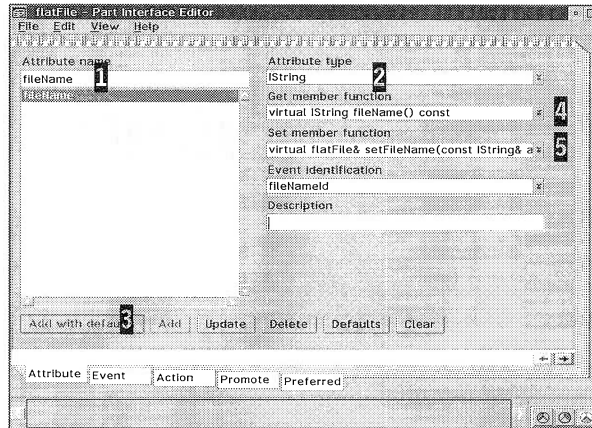 flatFile - Part Interface Editor
File Edit View Help
Attribute name
1
fileName
fileName
Attribute type
2
IString
Get member function
virtual IString fileName() const
4
Set member function
virtual flatFile& setFileName(const IString& a
5
Event identification
fileNameId
Description
Add with defau 3 Add Update Delete Defaults Clear
Attribute Event Action Promote Preferred